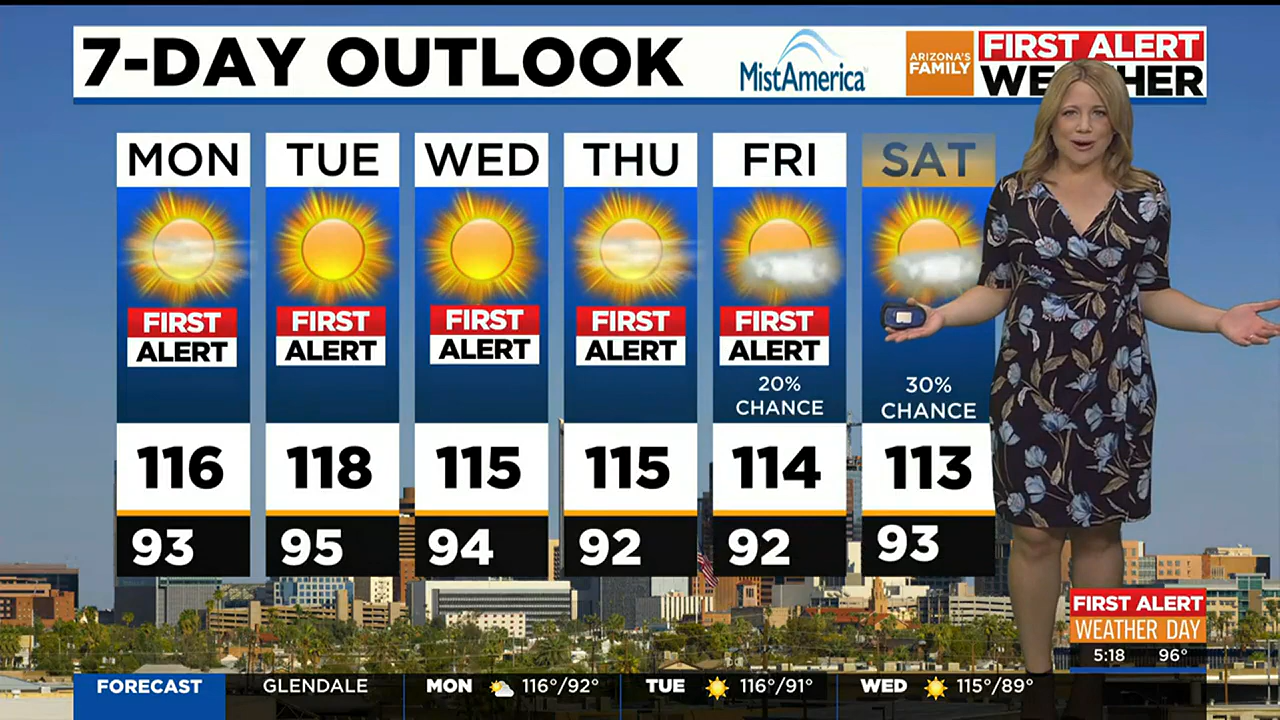 7-DAY OUTLOOK
MistAmerica
ARIZONA'S
FAMILY
FIRST ALERT
WE HER
MON
TUE
WED
THU
FRI
SAT
FIRST
ALERT
FIRST
ALERT
FIRST
ALERT
FIRST
ALERT
FIRST
ALERT
20%
CHANCE
30%
CHANCE
116
118
115
115
114
113
93
95
94
92
92
93
FIRST ALERT
WEATHER DAY
5:18 96°
FORECAST
GLENDALE
MON 116°/92°
TUE 116°/91°
WED 115°/89°